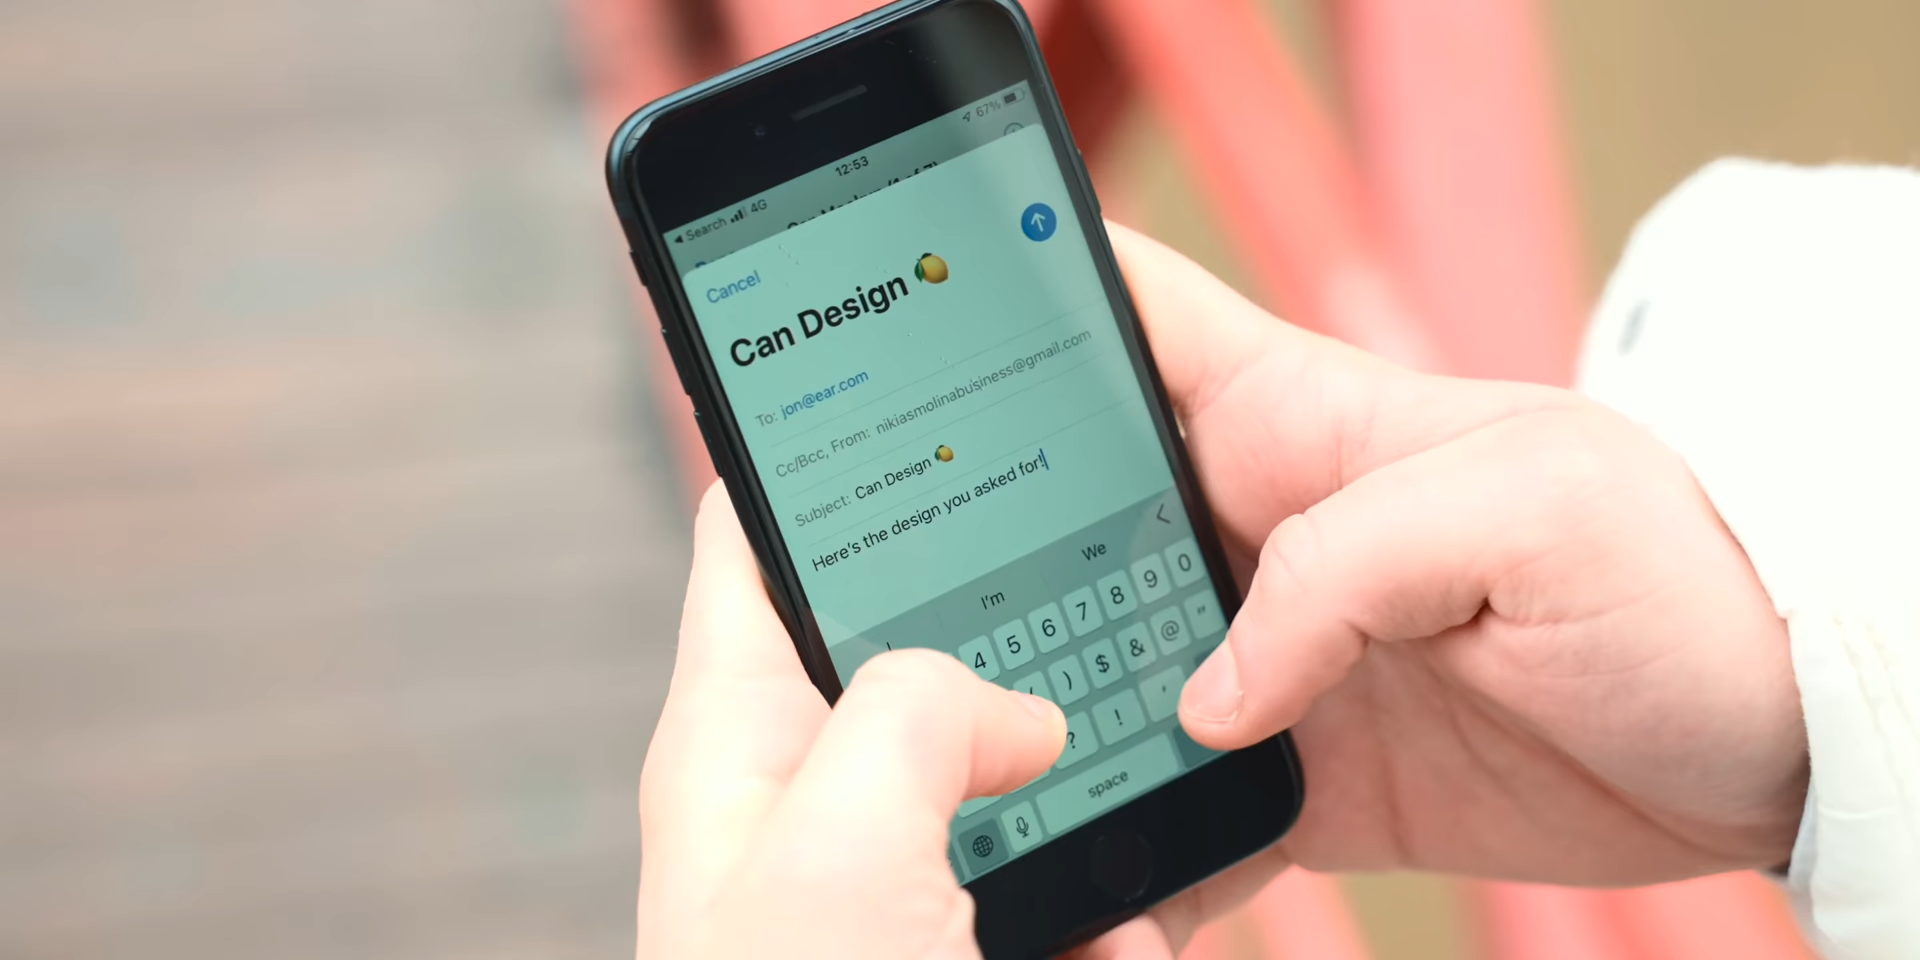 ◀ Search 4G 12:53 67%
Cancel
Can Design 🍋
To: jon@ear.com
Cc/Bcc, From: nikiasmolinabusiness@gmail.com
Subject: Can Design 🍋
Here's the design you asked for!
I'm We
4 5 6 7 8 9 0
) $ & @ "
? ! '
space